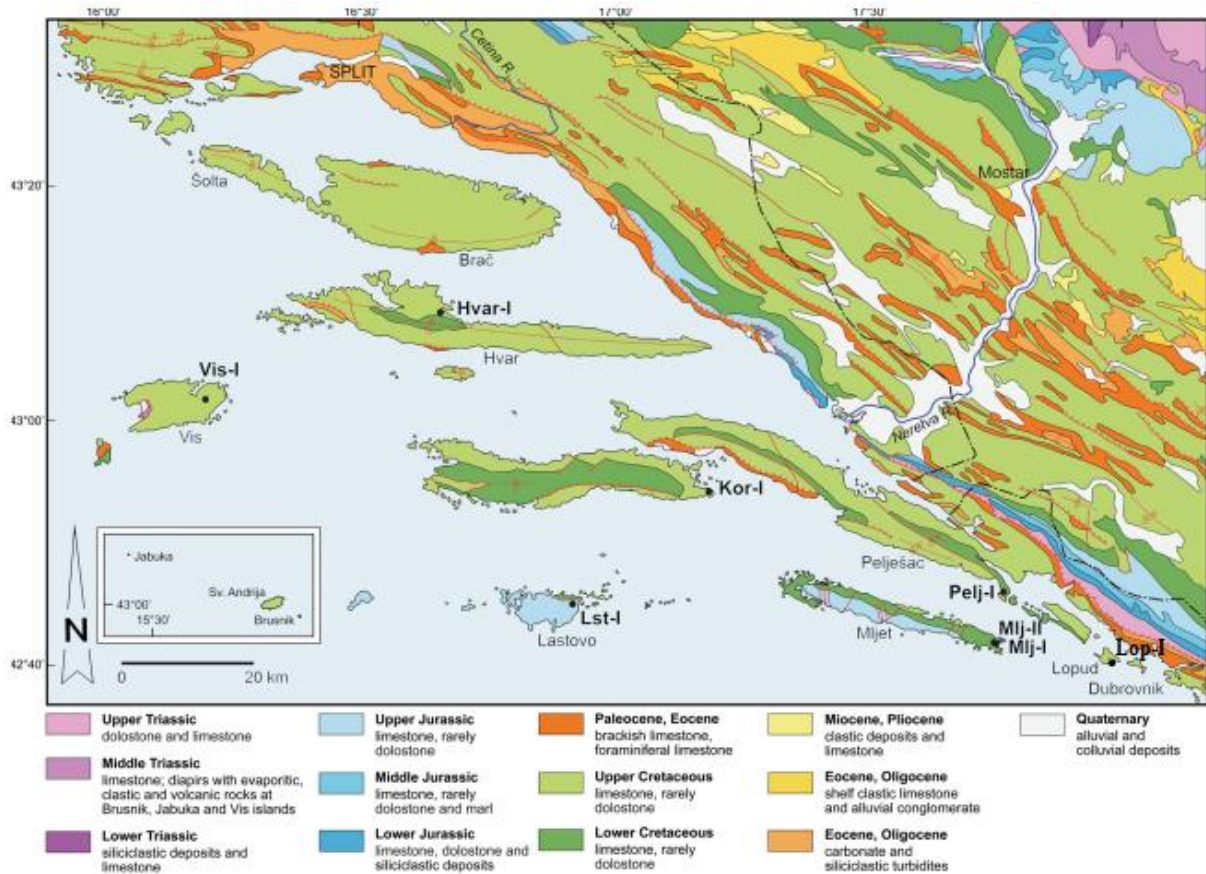 16°00'
16°30'
17°00'
17°30'
Cetina R.
SPLIT
43°20'
Šolta
Mostar
Brač
Hvar-I
Hvar
Vis-I
43°00'
Vis
Neretva R.
Kor-I
Jabuka
Sv. Andrija
43°00'
15°30'
Brusnik
Pelješac
Pelj-I
Lst-I
Lastovo
Mljet
Mlj-II
Mlj-I
Lop-I
Lopud
Dubrovnik
N
42°40'
0
20 km
Upper Triassic
dolostone and limestone
Middle Triassic
limestone; diapirs with evaporitic,
clastic and volcanic rocks at
Brusnik, Jabuka and Vis islands
Lower Triassic
siliciclastic deposits and
limestone
Upper Jurassic
limestone, rarely
dolostone
Middle Jurassic
limestone, rarely
dolostone and marl
Lower Jurassic
limestone, dolostone and
siliciclastic deposits
Paleocene, Eocene
brackish limestone,
foraminiferal limestone
Upper Cretaceous
limestone, rarely
dolostone
Lower Cretaceous
limestone, rarely
dolostone
Miocene, Pliocene
clastic deposits and
limestone
Eocene, Oligocene
shelf clastic limestone
and alluvial conglomerate
Eocene, Oligocene
carbonate and
siliciclastic turbidites
Quaternary
alluvial and
colluvial deposits